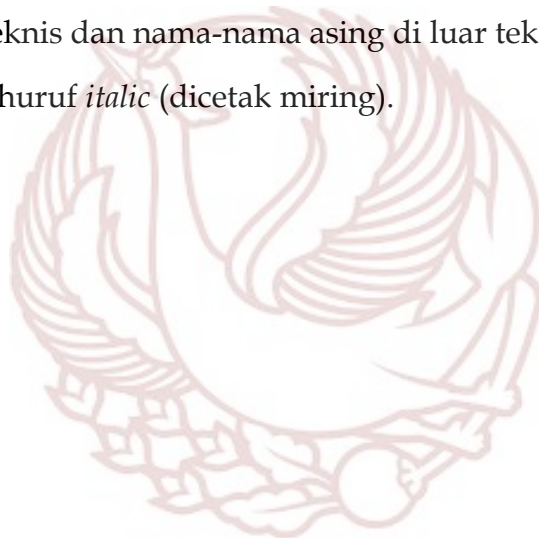 eknis dan nama-nama asing di luar tek
huruf italic (dicetak miring).